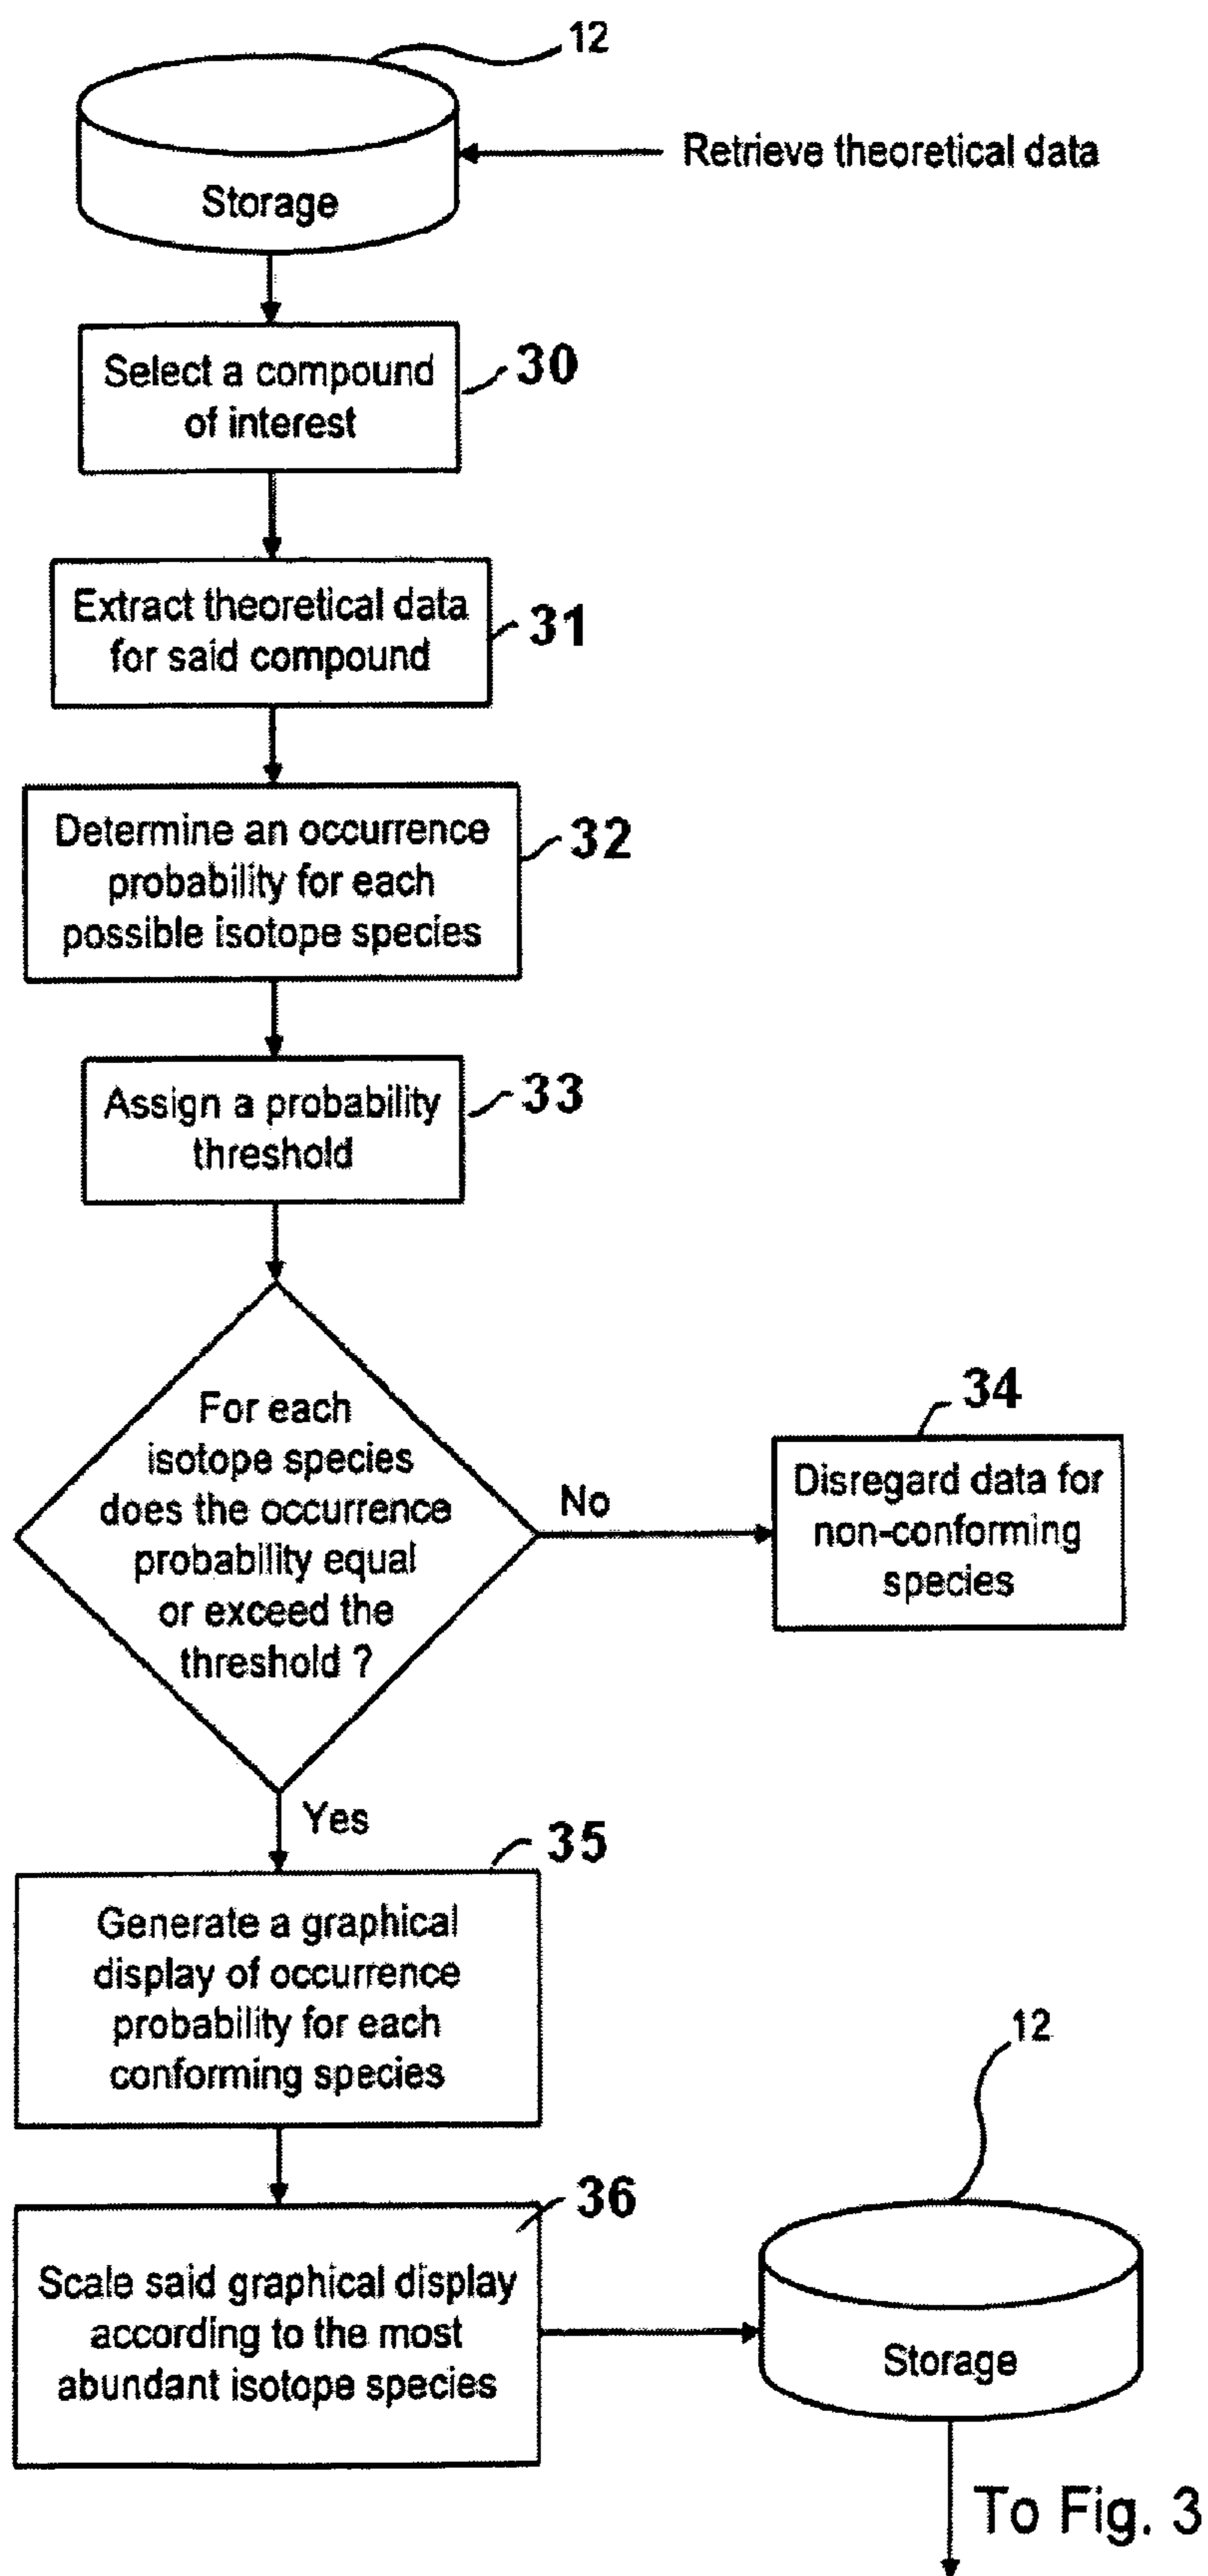 12
Storage
Retrieve theoretical data
Select a compound
of interest
30
Extract theoretical data
for said compound
31
Determine an occurrence
probability for each
possible isotope species
32
Assign a probability
threshold
33
For each
isotope species
does the occurrence
probability equal
or exceed the
threshold ?
No
34
Disregard data for
non-conforming
species
Yes
35
Generate a graphical
display of occurrence
probability for each
conforming species
36
Scale said graphical display
according to the most
abundant isotope species
12
Storage
To Fig. 3